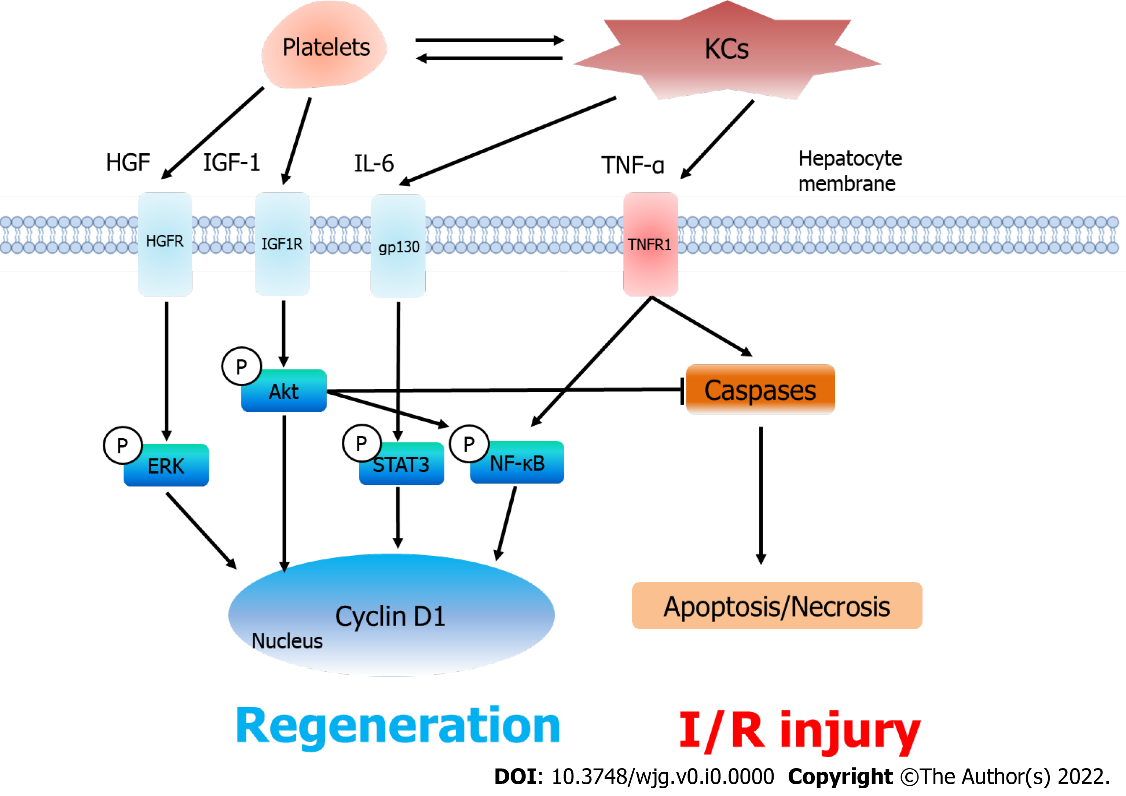 Platelets
KCs
HGF
IGF-1
IL-6
TNF-α
Hepatocyte
membrane
HGFR
IGF1R
gp130
TNFR1
P
Akt
Caspases
P
ERK
P
STAT3
P
NF-κB
Cyclin D1
Nucleus
Apoptosis/Necrosis
Regeneration
I/R injury
DOI: 10.3748/wjg.v0.i0.0000 Copyright ©The Author(s) 2022.